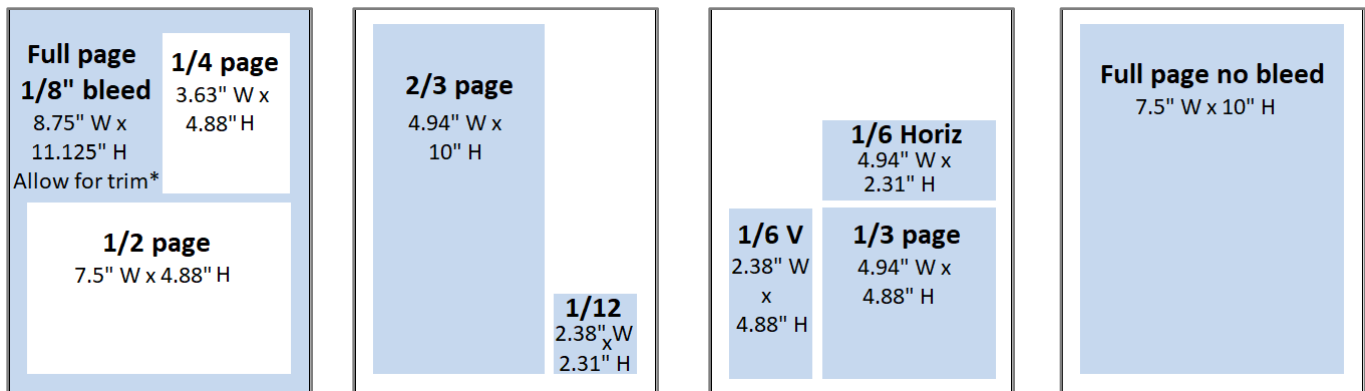 Full page
1/8" bleed
8.75" W x
11.125" H
Allow for trim*
1/4 page
3.63" W x
4.88" H
1/2 page
7.5" W x 4.88" H
2/3 page
4.94" W x
10" H
1/12
2.38" W
x
2.31" H
1/6 Horiz
4.94" W x
2.31" H
1/6 V
2.38" W
x
4.88" H
1/3 page
4.94" W x
4.88" H
Full page no bleed
7.5" W x 10" H